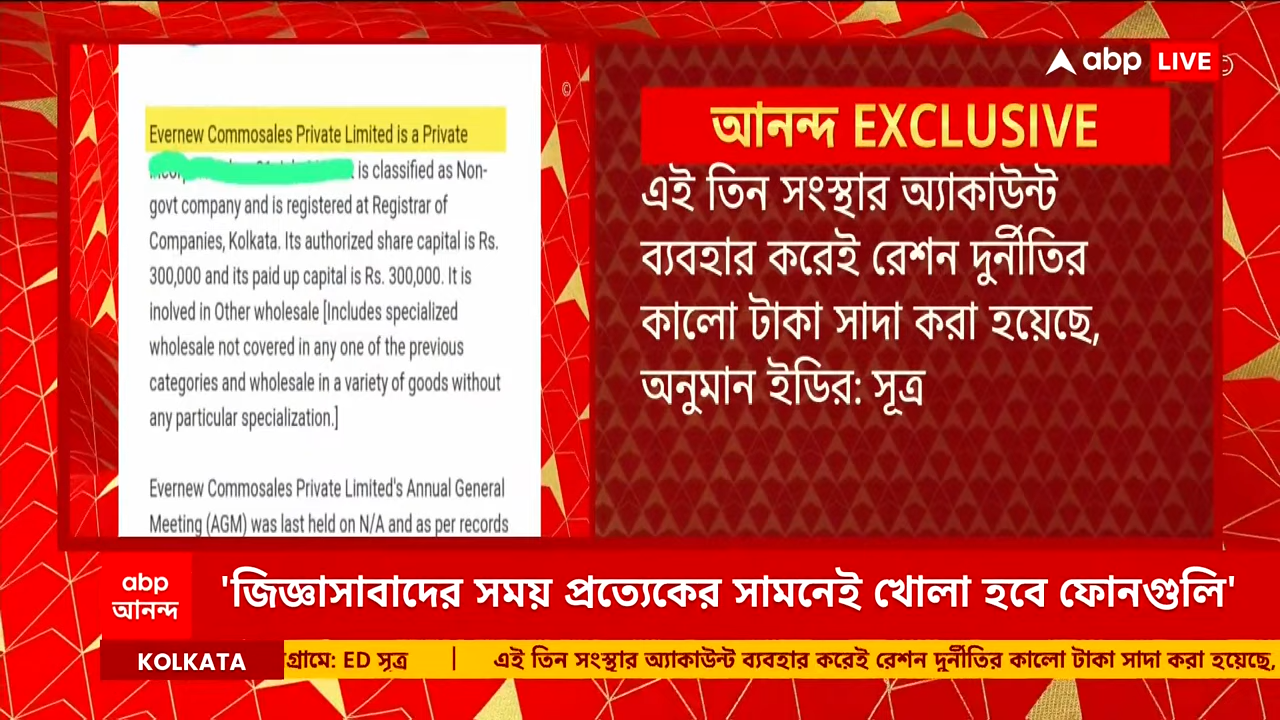 Evernew Commosales Private Limited is a Private
is classified as Non-
govt company and is registered at Registrar of
Companies, Kolkata. Its authorized share capital is Rs.
300,000 and its paid up capital is Rs. 300,000. It is
inolved in Other wholesale [Includes specialized
wholesale not covered in any one of the previous
categories and wholesale in a variety of goods without
any particular specialization.]
Evernew Commosales Private Limited's Annual General
Meeting (AGM) was last held on N/A and as per records
©
abp LIVE ©
আনন্দ EXCLUSIVE
এই তিন সংস্থার অ্যাকাউন্ট
ব্যবহার করেই রেশন দুর্নীতির
কালো টাকা সাদা করা হয়েছে,
অনুমান ইডির: সূত্র
abp
আনন্দ
'জিজ্ঞাসাবাদের সময় প্রত্যেকের সামনেই খোলা হবে ফোনগুলি'
KOLKATA
গ্রামে: ED সূত্র | এই তিন সংস্থার অ্যাকাউন্ট ব্যবহার করেই রেশন দুর্নীতির কালো টাকা সাদা করা হয়েছে,